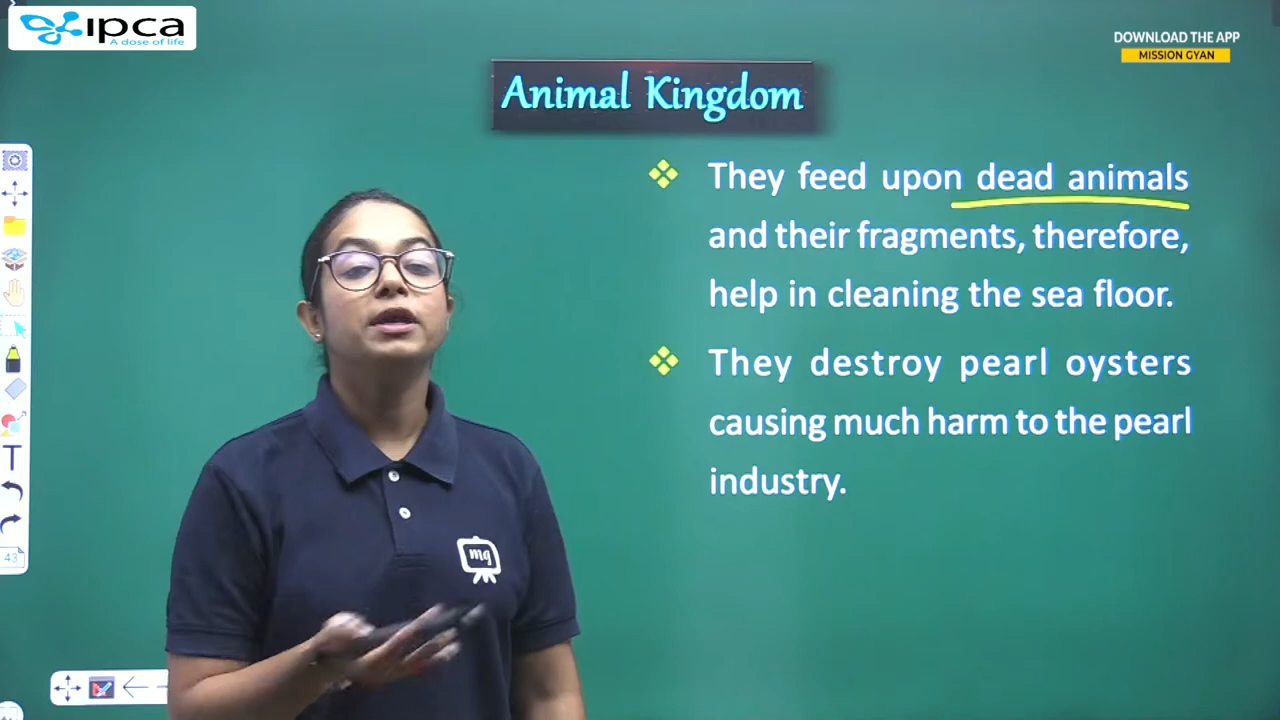 ipca
A dose of life
DOWNLOAD THE APP
MISSION GYAN
Animal Kingdom
They feed upon dead animals
and their fragments, therefore,
help in cleaning the sea floor.
They destroy pearl oysters
causing much harm to the pearl
industry.
mg
T
43